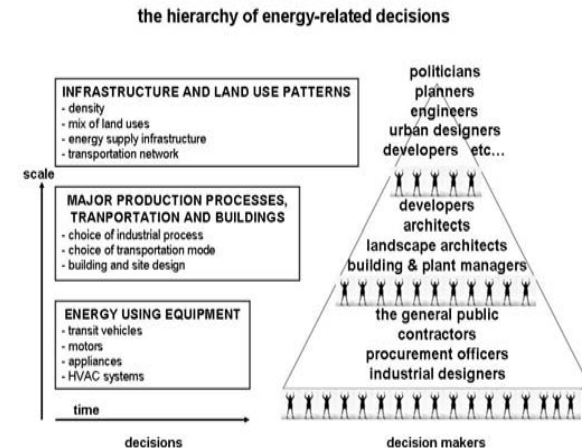 the hierarchy of energy-related decisions
INFRASTRUCTURE AND LAND USE PATTERNS
- density
- mix of land uses
- energy supply infrastructure
- transportation network
scale
MAJOR PRODUCTION PROCESSES,
TRANPORTATION AND BUILDINGS
- choice of industrial process
- choice of transportation mode
- building and site design
ENERGY USING EQUIPMENT
- transit vehicles
- motors
- appliances
- HVAC systems
time
decisions
politicians
planners
engineers
urban designers
developers etc...
developers
architects
landscape architects
building & plant managers
the general public
contractors
procurement officers
industrial designers
decision makers